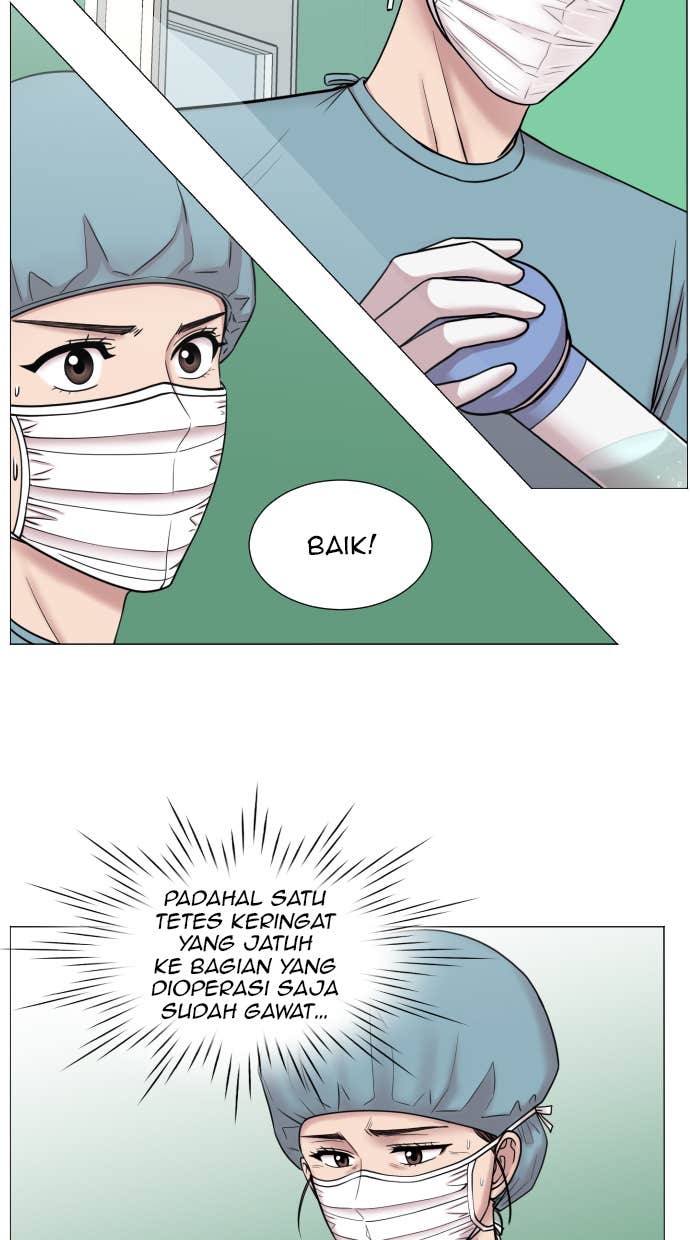 BAIK!
PADAHAL SATU
TETES KERINGAT
YANG JATUH
KE BAGIAN YANG
DIOPERASI SAJA
SUDAH GAWAT...